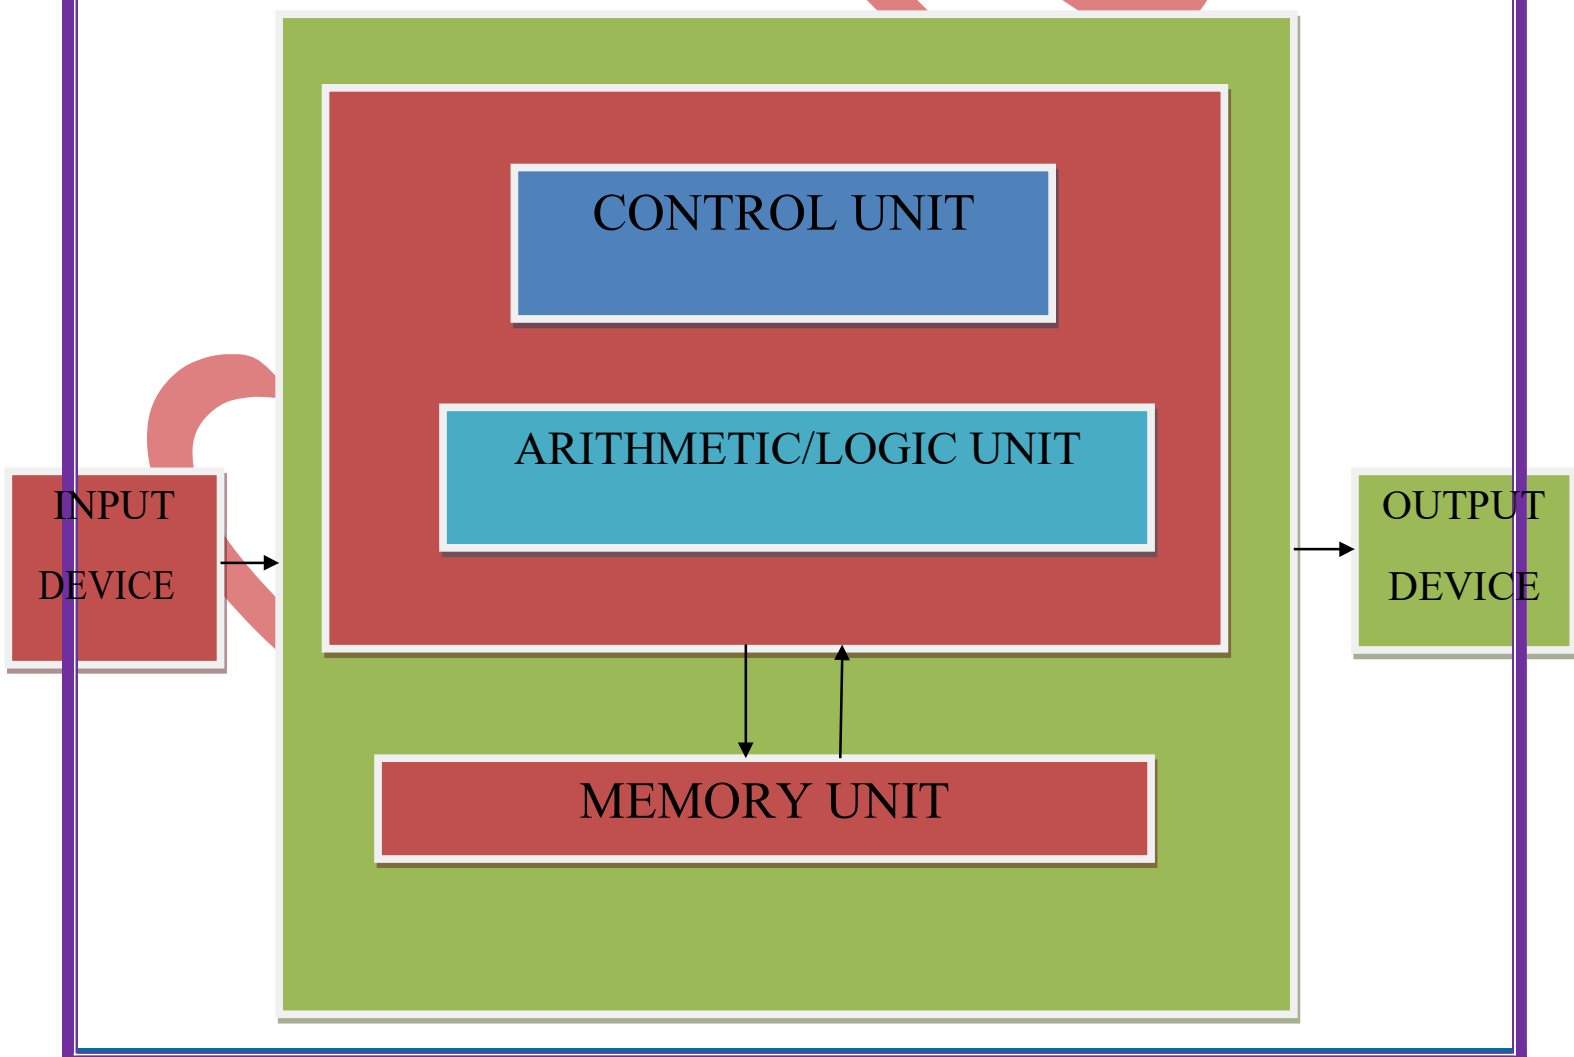 CONTROL UNIT
ARITHMETIC/LOGIC UNIT
INPUT
DEVICE
OUTPUT
DEVICE
MEMORY UNIT